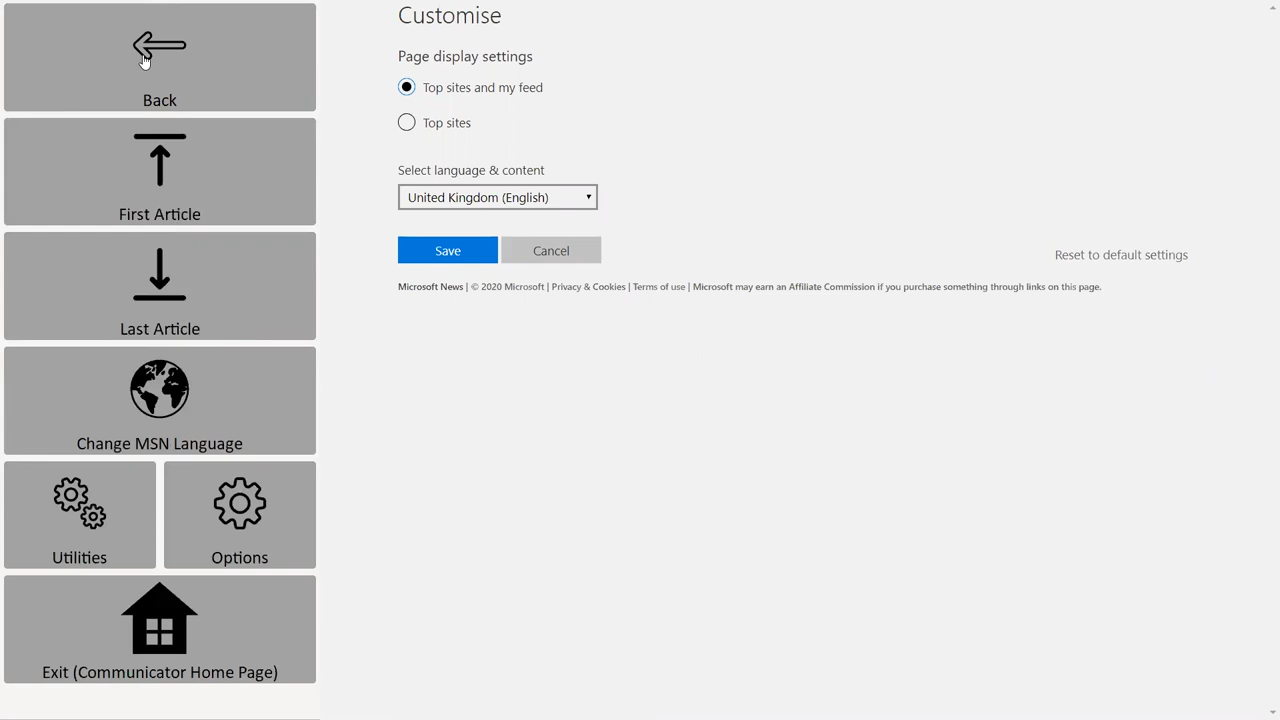 Back
First Article
Last Article
Change MSN Language
Utilities
Options
Exit (Communicator Home Page)
Customise
Page display settings
Top sites and my feed
Top sites
Select language & content
United Kingdom (English)
Save
Cancel
Reset to default settings
Microsoft News | © 2020 Microsoft | Privacy & Cookies | Terms of use | Microsoft may earn an Affiliate Commission if you purchase something through links on this page.